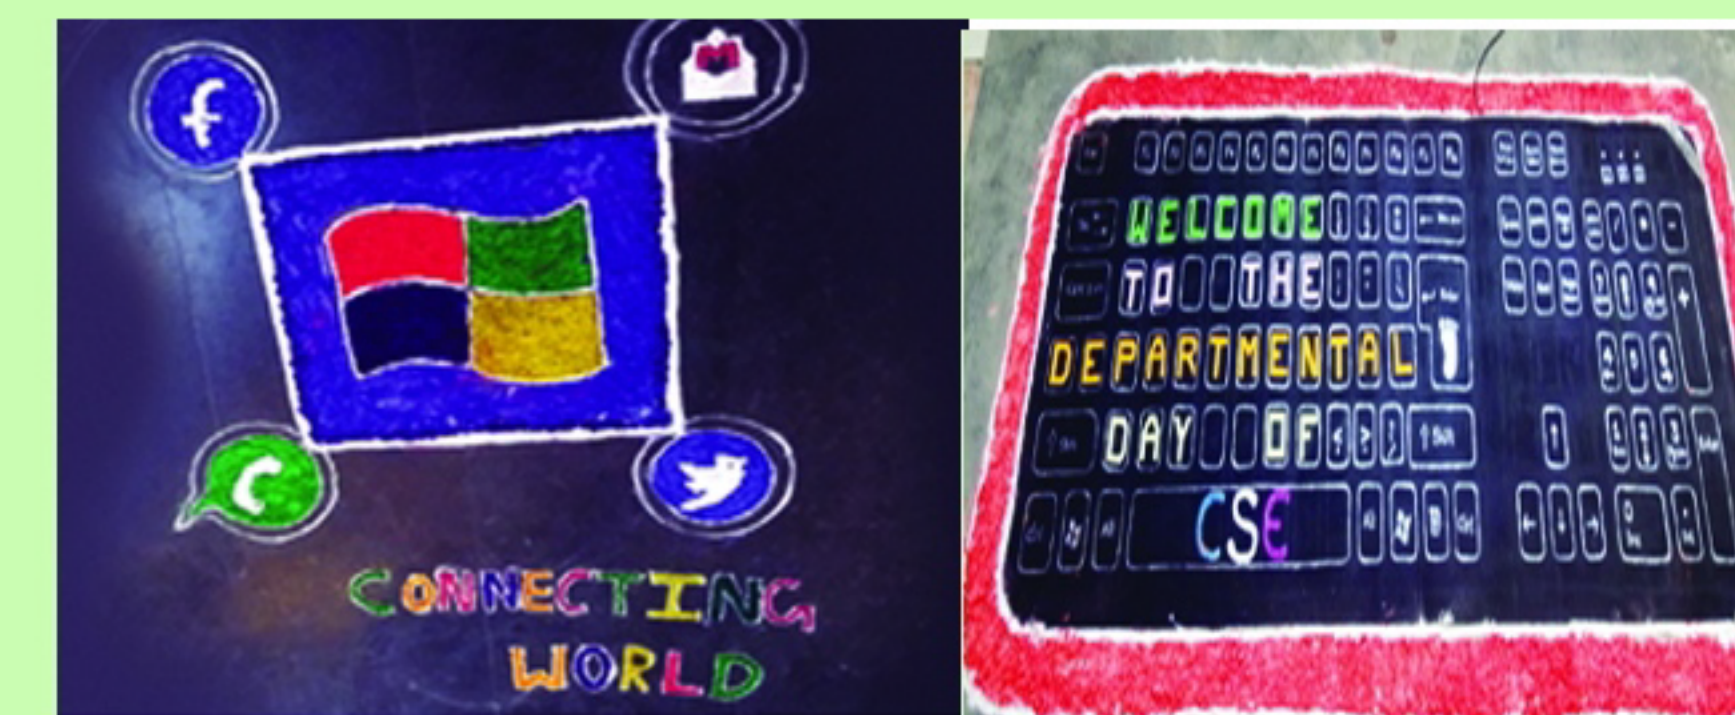 CONNECTING
WORLD
WELCOME
TO THE
DEPARTMENTAL
DAY OF
CSE